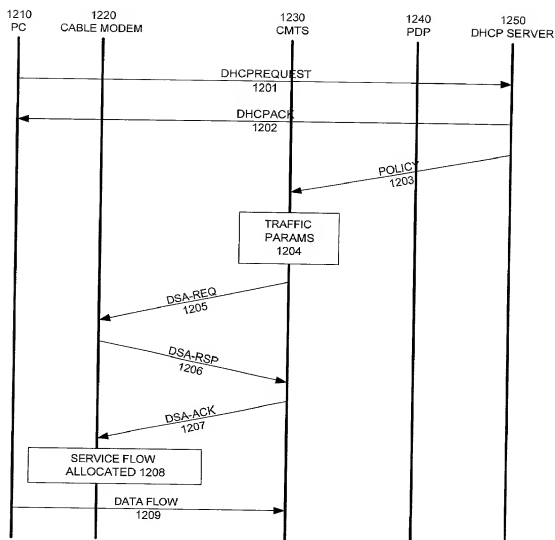 1210
PC
1220
CABLE MODEM
1230
CMTS
1240
PDP
1250
DHCP SERVER
DHCPREQUEST
1201
DHCPACK
1202
POLICY
1203
TRAFFIC
PARAMS
1204
DSA-REQ
1205
DSA-RSP
1206
DSA-ACK
1207
SERVICE FLOW
ALLOCATED 1208
DATA FLOW
1209